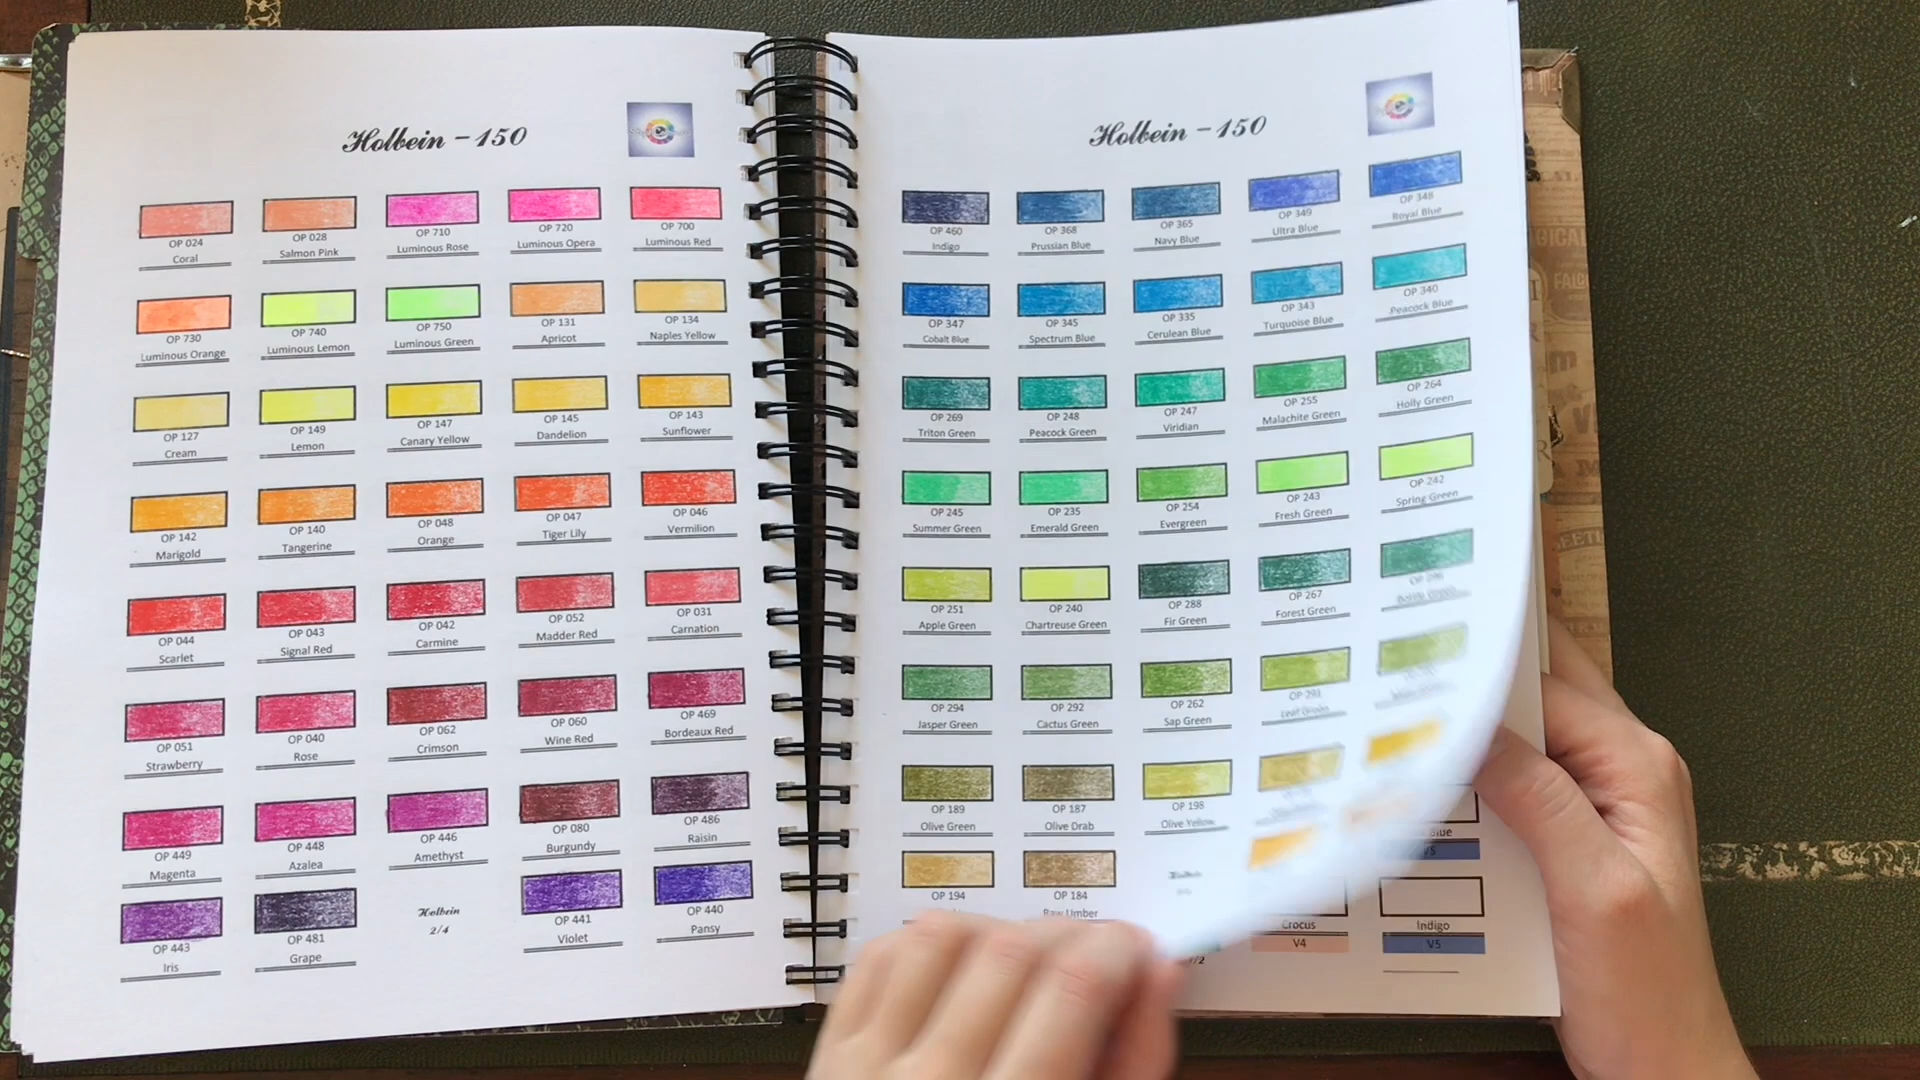 Holbein - 150
OP 024 OP 028 OP 710 OP 720 OP 700
Coral Salmon Pink Luminous Rose Luminous Opera Luminous Red
OP 730 OP 740 OP 750 OP 131 OP 134
Luminous Orange Luminous Lemon Luminous Green Apricot Naples Yellow
OP 127 OP 149 OP 147 OP 145 OP 143
Cream Lemon Canary Yellow Dandelion Sunflower
OP 142 OP 140 OP 048 OP 047 OP 046
Marigold Tangerine Orange Tiger Lily Vermilion
OP 044 OP 043 OP 042 OP 052 OP 031
Scarlet Signal Red Carmine Madder Red Carnation
OP 051 OP 040 OP 062 OP 060 OP 469
Strawberry Rose Crimson Wine Red Bordeaux Red
OP 449 OP 448 OP 446 OP 080 OP 486
Magenta Azalea Amethyst Burgundy Raisin
OP 443 OP 481 Holbein OP 441 OP 440
Iris Grape 2/4 Violet Pansy
Holbein - 150
OP 460 OP 368 OP 365 OP 349 OP 348
Indigo Prussian Blue Navy Blue Ultra Blue Royal Blue
OP 347 OP 345 OP 335 OP 343 OP 340
Cobalt Blue Spectrum Blue Cerulean Blue Turquoise Blue Peacock Blue
OP 269 OP 248 OP 247 OP 255 OP 264
Triton Green Peacock Green Viridian Malachite Green Holly Green
OP 245 OP 235 OP 254 OP 243 OP 242
Summer Green Emerald Green Evergreen Fresh Green Spring Green
OP 251 OP 240 OP 288 OP 267
Apple Green Chartreuse Green Fir Green Forest Green
OP 294 OP 292 OP 262 OP 293
Jasper Green Cactus Green Sap Green Leaf Green
OP 189 OP 187 OP 198
Olive Green Olive Drab Olive Yellow
OP 194 OP 184 Holbein
Raw Umber
V5
Crocus Indigo
V4 V5